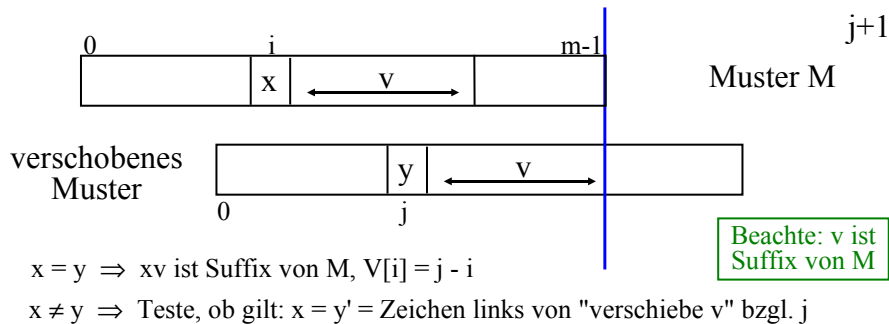 j+1
0 i m-1
x v Muster M
verschobenes
Muster
y v
0 j
Beachte: v ist
Suffix von M
x = y ⇒ xv ist Suffix von M, V[i] = j - i
x ≠ y ⇒ Teste, ob gilt: x = y' = Zeichen links von "verschiebe v" bzgl. j